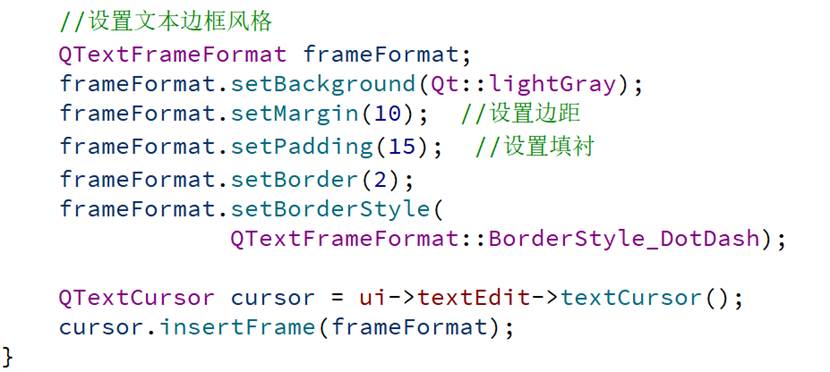 //设置文本边框风格
QTextFrameFormat frameFormat;
frameFormat.setBackground(Qt::lightGray);
frameFormat.setMargin(10);  //设置边距
frameFormat.setPadding(15);  //设置填衬
frameFormat.setBorder(2);
frameFormat.setBorderStyle(
QTextFrameFormat::BorderStyle_DotDash);
QTextCursor cursor = ui->textEdit->textCursor();
cursor.insertFrame(frameFormat);
}